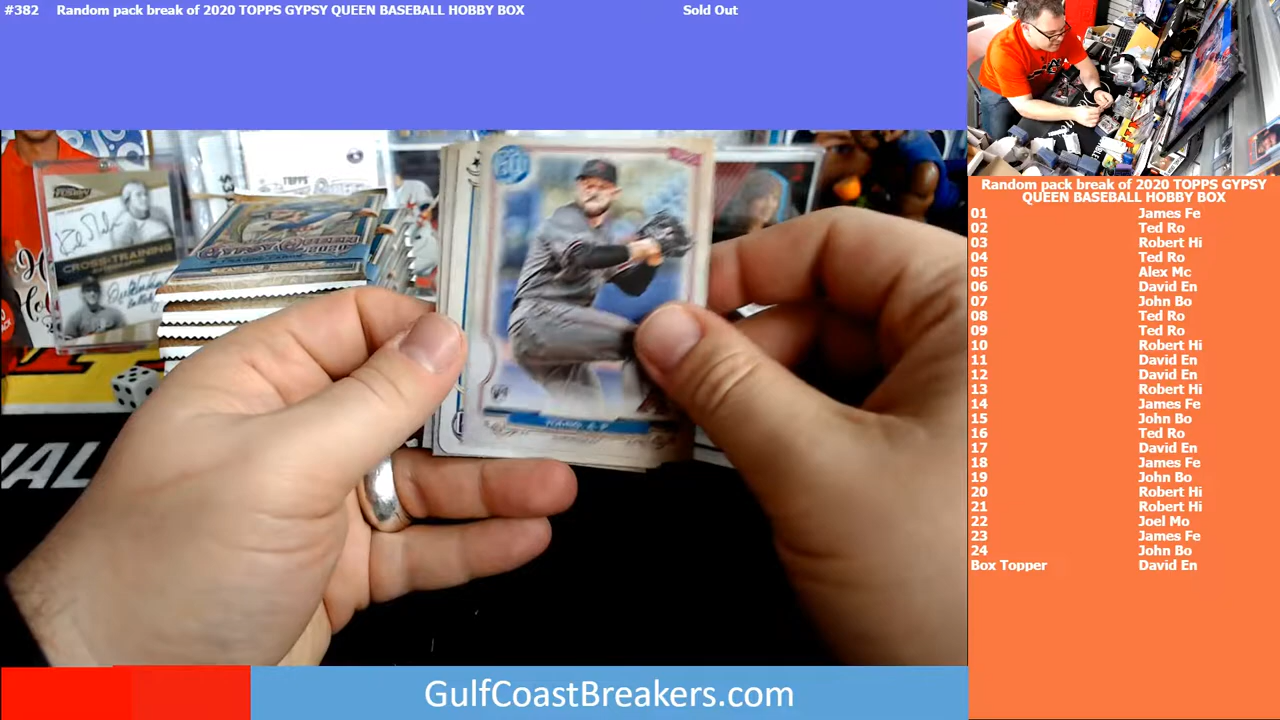 #382 Random pack break of 2020 TOPPS GYPSY QUEEN BASEBALL HOBBY BOX Sold Out
TOPPS
CROSS-TRAINING
GYPSY QUEEN
2020
GQ
Random pack break of 2020 TOPPS GYPSY
QUEEN BASEBALL HOBBY BOX
01 James Fe
02 Ted Ro
03 Robert Hi
04 Ted Ro
05 Alex Mc
06 David En
07 John Bo
08 Ted Ro
09 Ted Ro
10 Robert Hi
11 David En
12 David En
13 Robert Hi
14 James Fe
15 John Bo
16 Ted Ro
17 David En
18 James Fe
19 John Bo
20 Robert Hi
21 Robert Hi
22 Joel Mo
23 James Fe
24 John Bo
Box Topper David En
GulfCoastBreakers.com